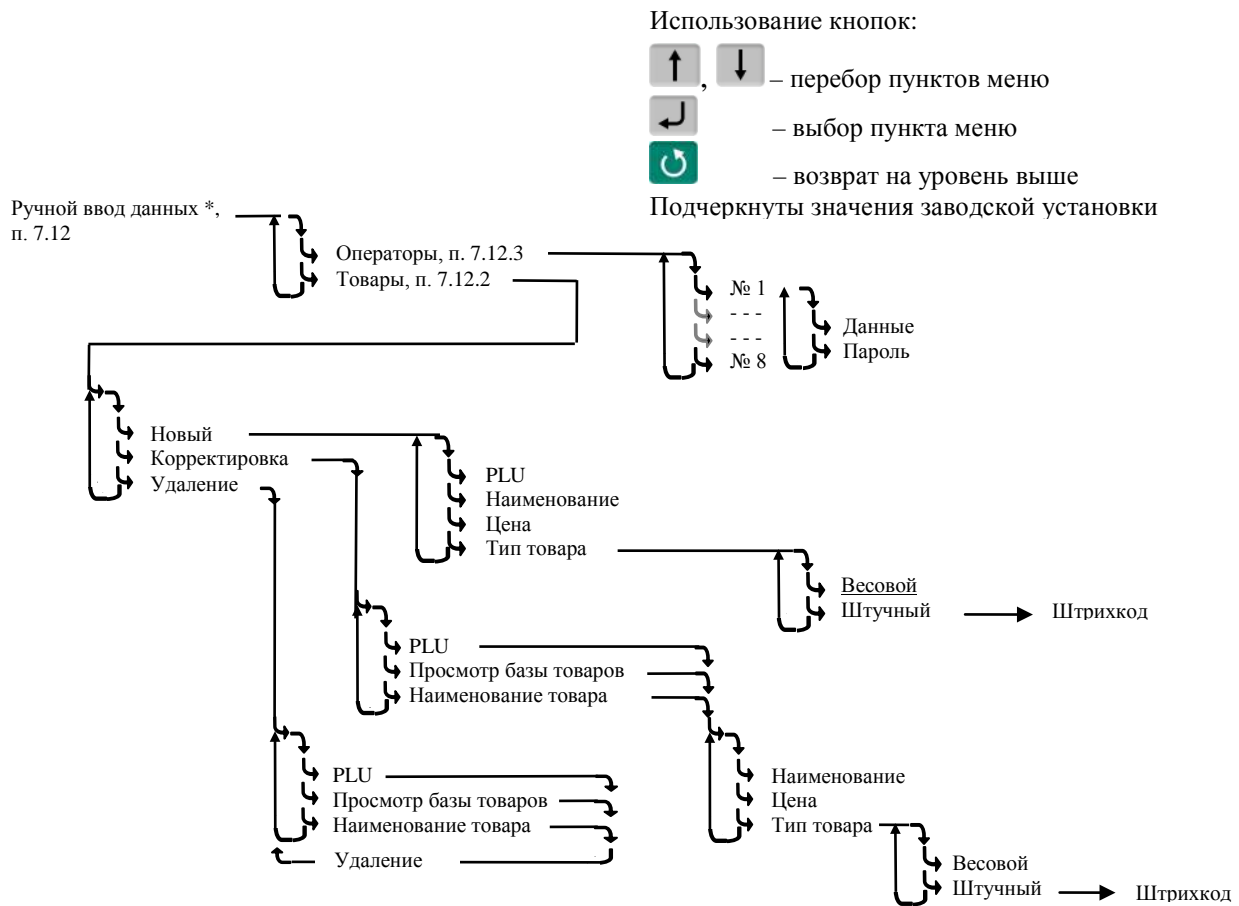 Использование кнопок:
, – перебор пунктов меню
– выбор пункта меню
– возврат на уровень выше
Подчеркнуты значения заводской установки
Ручной ввод данных *,
п. 7.12
Операторы, п. 7.12.3
Товары, п. 7.12.2
№ 1
- - -
- - -
№ 8
Данные
Пароль
Новый
Корректировка
Удаление
PLU
Наименование
Цена
Тип товара
Весовой
Штучный
Штрихкод
PLU
Просмотр базы товаров
Наименование товара
PLU
Просмотр базы товаров
Наименование товара
Удаление
Наименование
Цена
Тип товара
Весовой
Штучный
Штрихкод